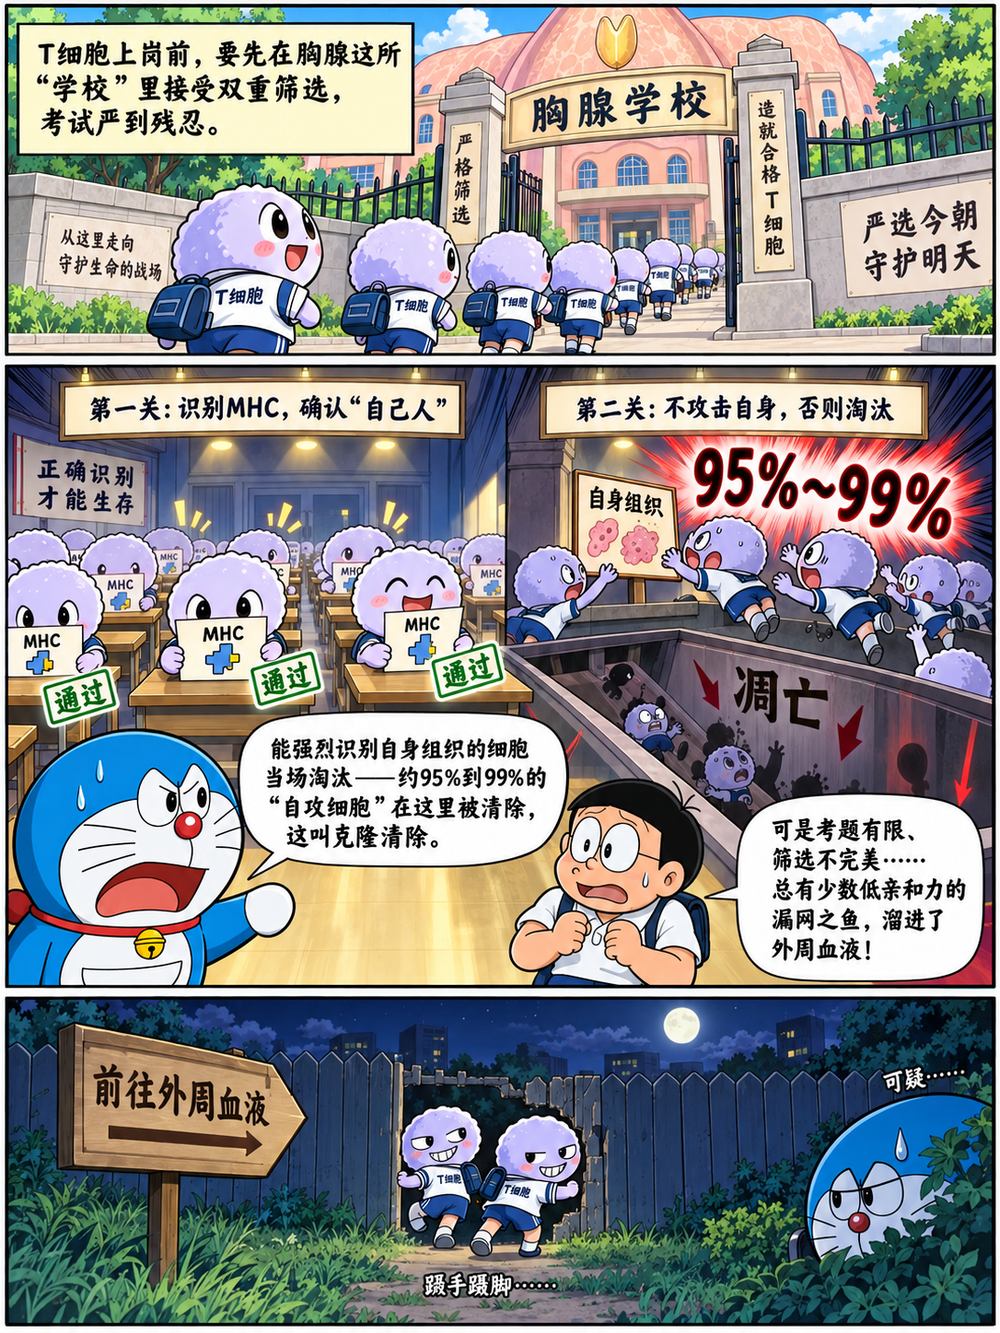 T细胞上岗前，要先在胸腺这所
“学校”里接受双重筛选，
考试严到残忍。
胸腺学校
严格筛选
造就合格T细胞
从这里走向
守护生命的战场
严选今朝
守护明天
T细胞
T细胞
T细胞
T细胞
T细胞
T细胞
第一关：识别MHC，确认“自己人”
正确识别
才能生存
MHC
MHC
MHC
MHC
MHC
MHC
MHC
通过
通过
通过
第二关：不攻击自身，否则淘汰
95%~99%
自身组织
凋亡
能强烈识别自身组织的细胞
当场淘汰——约95%到99%的
“自攻细胞”在这里被清除，
这叫克隆清除。
可是考题有限、
筛选不完美……
总有少数低亲和力的
漏网之鱼，溜进了
外周血液！
前往外周血液
T细胞
T细胞
可疑……
蹑手蹑脚……